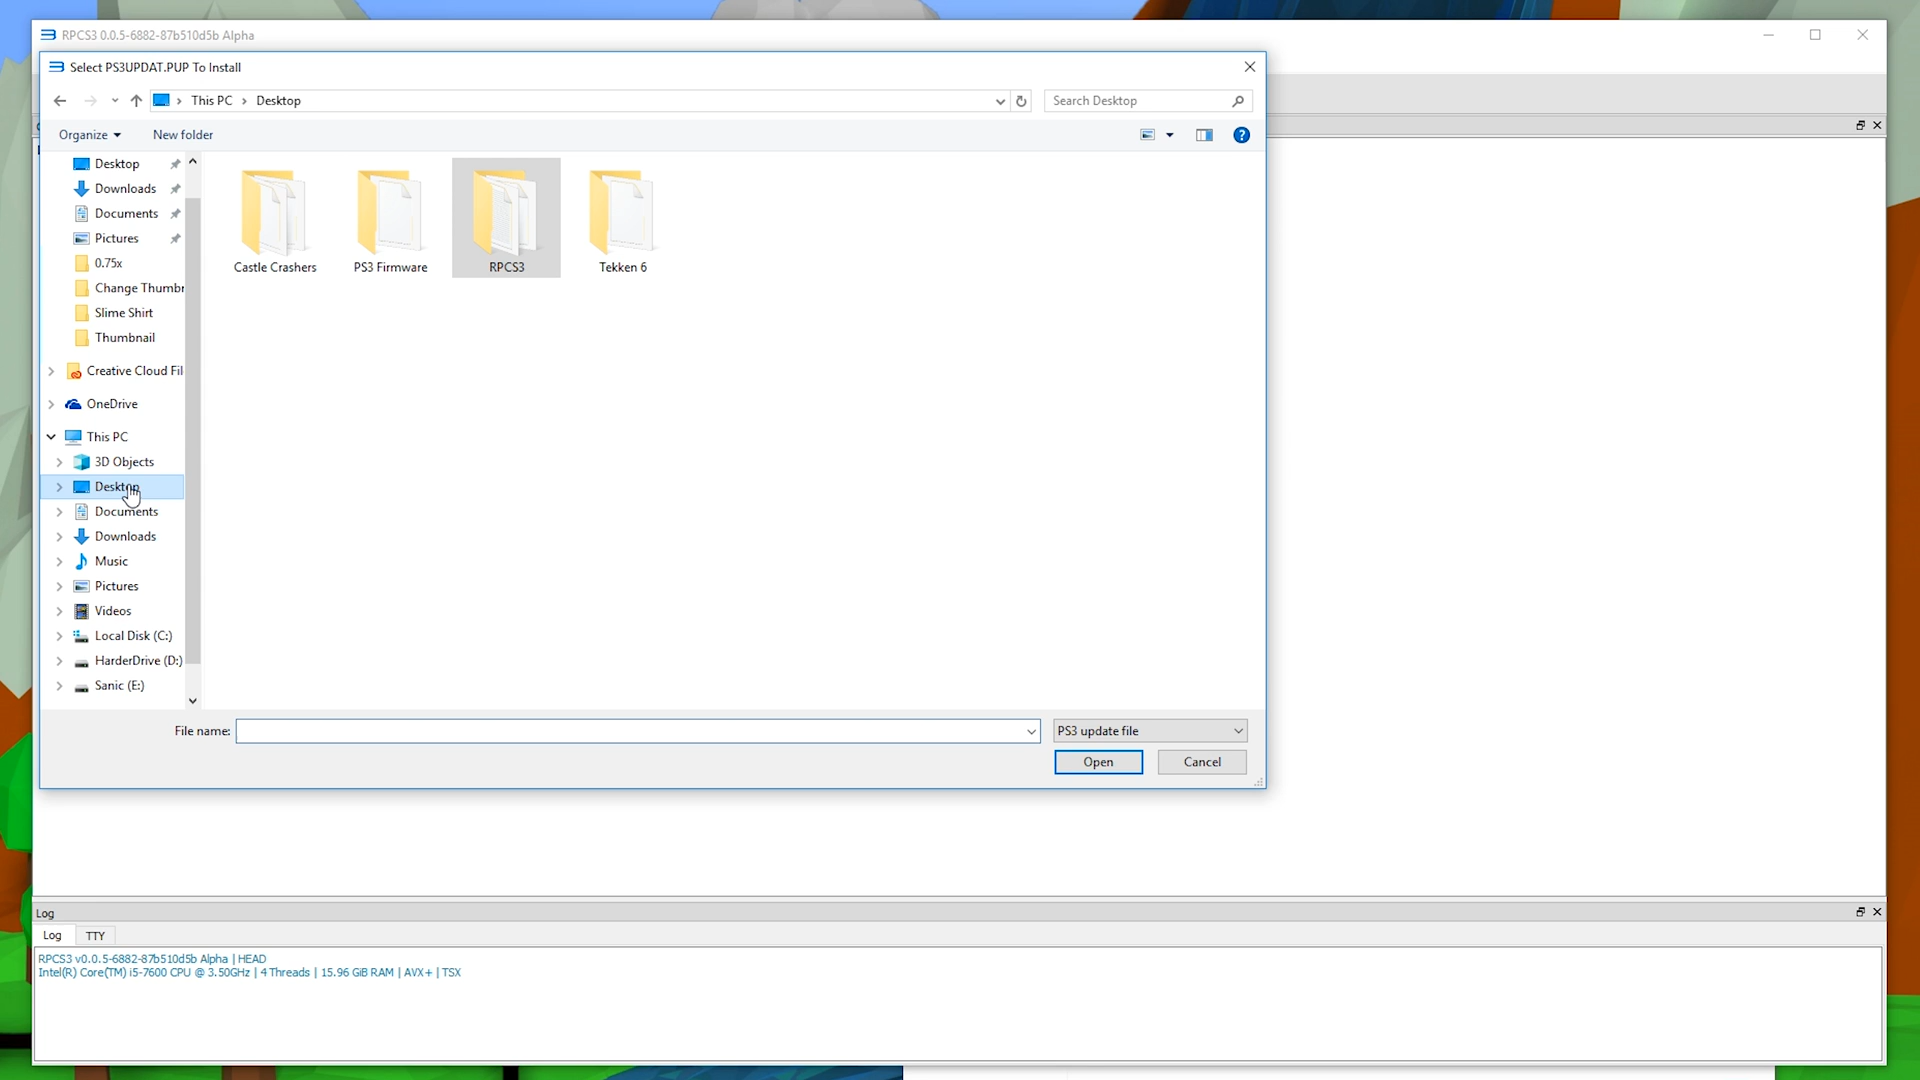 RPCS3 0.0.5-6882-87b510d5b Alpha
Select PS3UPDAT.PUP To Install
This PC
Desktop
Search Desktop
Organize
New folder
Desktop
Downloads
Documents
Pictures
0.75x
Change Thumbr
Slime Shirt
Thumbnail
Creative Cloud Fil
OneDrive
This PC
3D Objects
Desktop
Documents
Downloads
Music
Pictures
Videos
Local Disk (C:)
HarderDrive (D:)
Sanic (E:)
Castle Crashers
PS3 Firmware
RPCS3
Tekken 6
File name:
PS3 update file
Open
Cancel
Log
Log
TTY
RPCS3 v0.0.5-6882-87b510d5b Alpha | HEAD
Intel(R) Core(TM) i5-7600 CPU @ 3.50GHz | 4 Threads | 15.96 GiB RAM | AVX+ | TSX